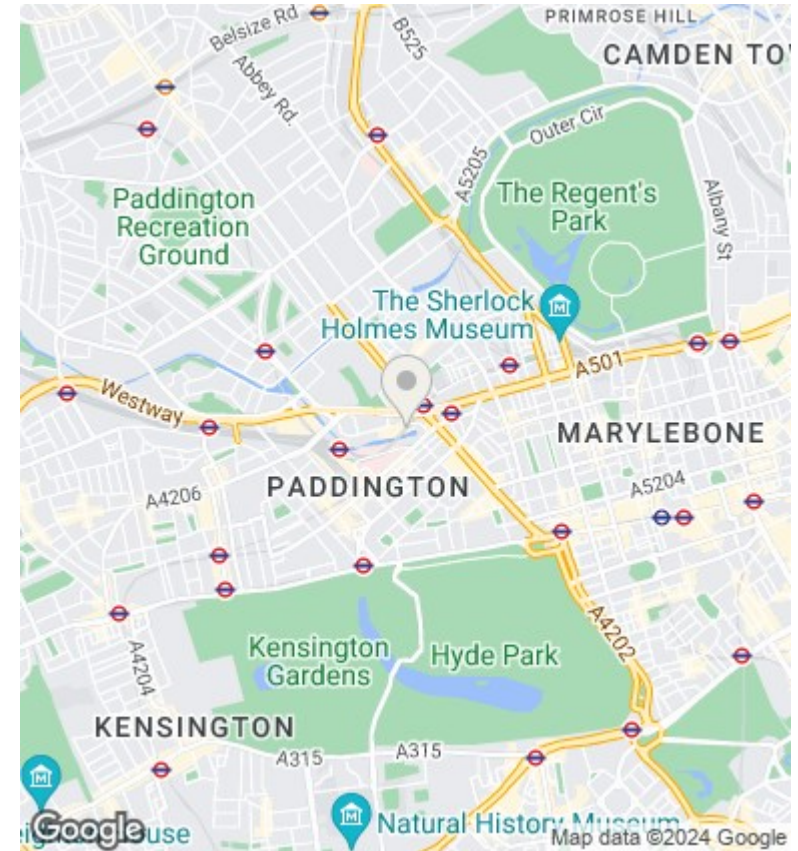 PRIMROSE HILL
Belsize Rd
B525
CAMDEN TO
Abbey Rd.
Outer Cir
A5205
Paddington
Recreation
Ground
The Regent's
Park
Albany St
The Sherlock
Holmes Museum
A501
Westway
MARYLEBONE
A5204
PADDINGTON
A4206
Kensington
Gardens
Hyde Park
A4202
A4204
KENSINGTON
A315
A315
Natural History Museum
Google
use
Map data ©2024 Google